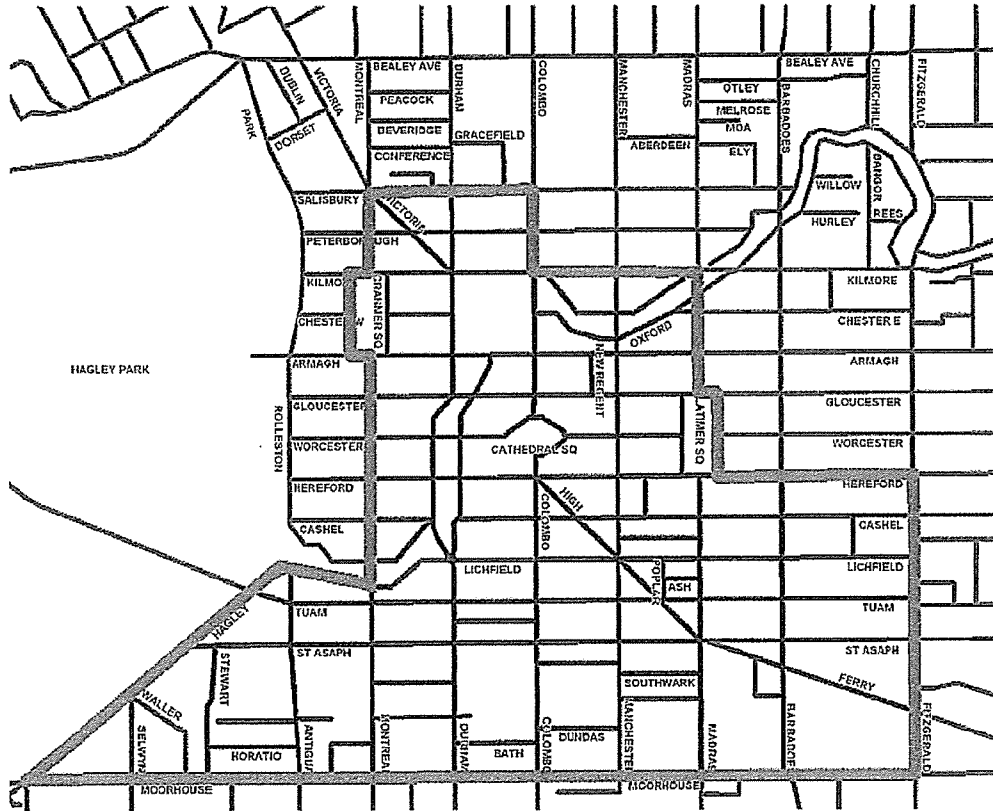 BEALEY AVE
BEALEY AVE
DUBLIN
VICTORIA
MONTREAL
DURHAM
COLOMBO
MANCHESTER
MADRAS
BARBADOES
CHURCHILL
FITZGERALD
PEACOCK
OTLEY
MELROSE
MOA
PARK
DORSET
BEVERIDGE
GRACEFIELD
ABERDEEN
ELY
CONFERENCE
BANGOR
WILLOW
SALISBURY
VICTORIA
HURLEY
REES
PETERBOROUGH
KILMO
CRANMER SQ
KILMORE
CHESTER W
OXFORD
CHESTER E
NEW REGENT
HAGLEY PARK
ARMAGH
ARMAGH
ROLLESTON
GLOUCESTER
LATIMER SQ
GLOUCESTER
WORCESTER
CATHEDRAL SQ
WORCESTER
HEREFORD
HIGH
HEREFORD
COLOMBO
CASHEL
CASHEL
LICHFIELD
POPLAR
ASH
LICHFIELD
HAGLEY
TUAM
TUAM
ST ASAPH
ST ASAPH
STEWART
SOUTHWARK
FERRY
WALLER
SELWYN
ANTIGUA
MONTREAL
DURHAM
COLOMBO
DUNDAS
MANCHESTER
MADRAS
BARBADOES
FITZGERALD
HORATIO
BATH
MOORHOUSE
MOORHOUSE